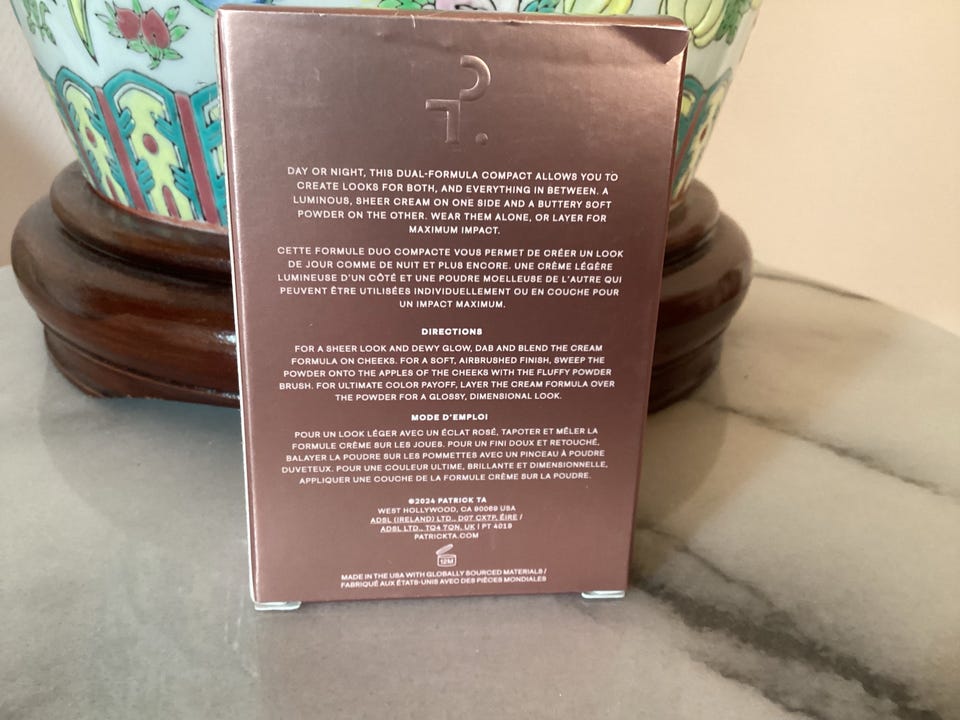 DAY OR NIGHT, THIS DUAL-FORMULA COMPACT ALLOWS YOU TO
CREATE LOOKS FOR BOTH, AND EVERYTHING IN BETWEEN. A
LUMINOUS, SHEER CREAM ON ONE SIDE AND A BUTTERY SOFT
POWDER ON THE OTHER. WEAR THEM ALONE, OR LAYER FOR
MAXIMUM IMPACT.
CETTE FORMULE DUO COMPACTE VOUS PERMET DE CRÉER UN LOOK
DE JOUR COMME DE NUIT ET PLUS ENCORE. UNE CRÈME LÉGÈRE
LUMINEUSE D'UN CÔTÉ ET UNE POUDRE MOELLEUSE DE L'AUTRE QUI
PEUVENT ÊTRE UTILISÉES INDIVIDUELLEMENT OU EN COUCHE POUR
UN IMPACT MAXIMUM.
DIRECTIONS
FOR A SHEER LOOK AND DEWY GLOW, DAB AND BLEND THE CREAM
FORMULA ON CHEEKS. FOR A SOFT, AIRBRUSHED FINISH, SWEEP THE
POWDER ONTO THE APPLES OF THE CHEEKS WITH THE FLUFFY POWDER
BRUSH. FOR ULTIMATE COLOR PAYOFF, LAYER THE CREAM FORMULA OVER
THE POWDER FOR A GLOSSY, DIMENSIONAL LOOK.
MODE D'EMPLOI
POUR UN LOOK LÉGER AVEC UN ÉCLAT ROSÉ, TAPOTER ET MÊLER LA
FORMULE CRÈME SUR LES JOUES. POUR UN FINI DOUX ET RETOUCHÉ,
BALAYER LA POUDRE SUR LES POMMETTES AVEC UN PINCEAU À POUDRE
DUVETEUX. POUR UNE COULEUR ULTIME, BRILLANTE ET DIMENSIONNELLE,
APPLIQUER UNE COUCHE DE LA FORMULE CRÈME SUR LA POUDRE.
©2024 PATRICK TA
WEST HOLLYWOOD, CA 90069 USA
ADSL (IRELAND) LTD., D07 CX7P, ÉIRE /
ADSL LTD., TQ4 7QN, UK | PT 4019
PATRICKTA.COM
12M
MADE IN THE USA WITH GLOBALLY SOURCED MATERIALS /
FABRIQUÉ AUX ÉTATS-UNIS AVEC DES PIÈCES MONDIALES